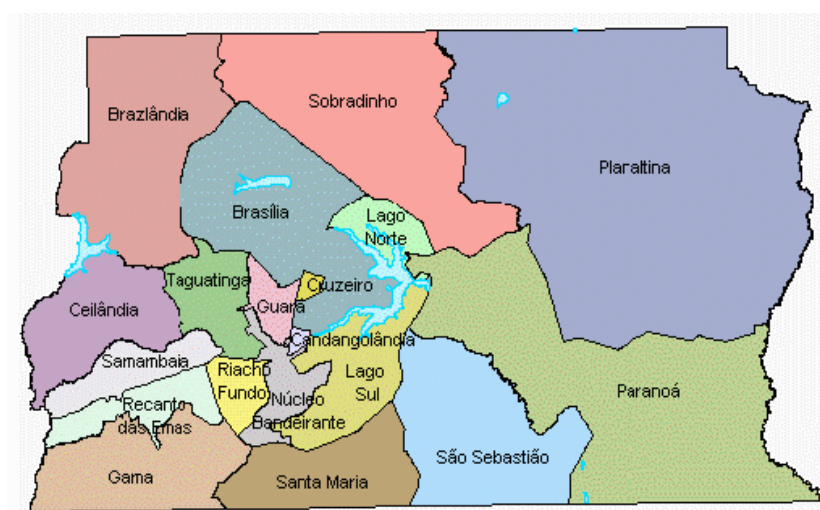 Brazlândia
Sobradinho
Plaraltina
Brasília
Lago
Norte
Taguatinga
Cruzeiro
Guará
Ceilândia
Candangolândia
Samambaia
Riacho
Fundo
Lago
Sul
Paranoá
Recanto
das Emas
Núcleo
Bandeirante
São Sebastião
Gama
Santa Maria